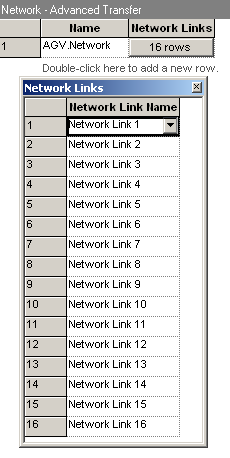 Network - Advanced Transfer
Name Network Links
1 AGV.Network 16 rows
Double-click here to add a new row.
Network Links
Network Link Name
1 Network Link 1
2 Network Link 2
3 Network Link 3
4 Network Link 4
5 Network Link 5
6 Network Link 6
7 Network Link 7
8 Network Link 8
9 Network Link 9
10 Network Link 10
11 Network Link 11
12 Network Link 12
13 Network Link 13
14 Network Link 14
15 Network Link 15
16 Network Link 16